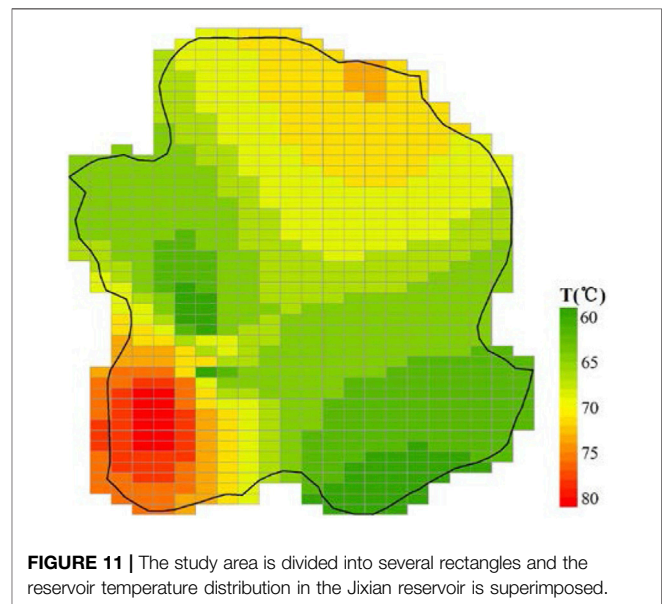 T(℃)
60
65
70
75
80
FIGURE 11 | The study area is divided into several rectangles and the
reservoir temperature distribution in the Jixian reservoir is superimposed.